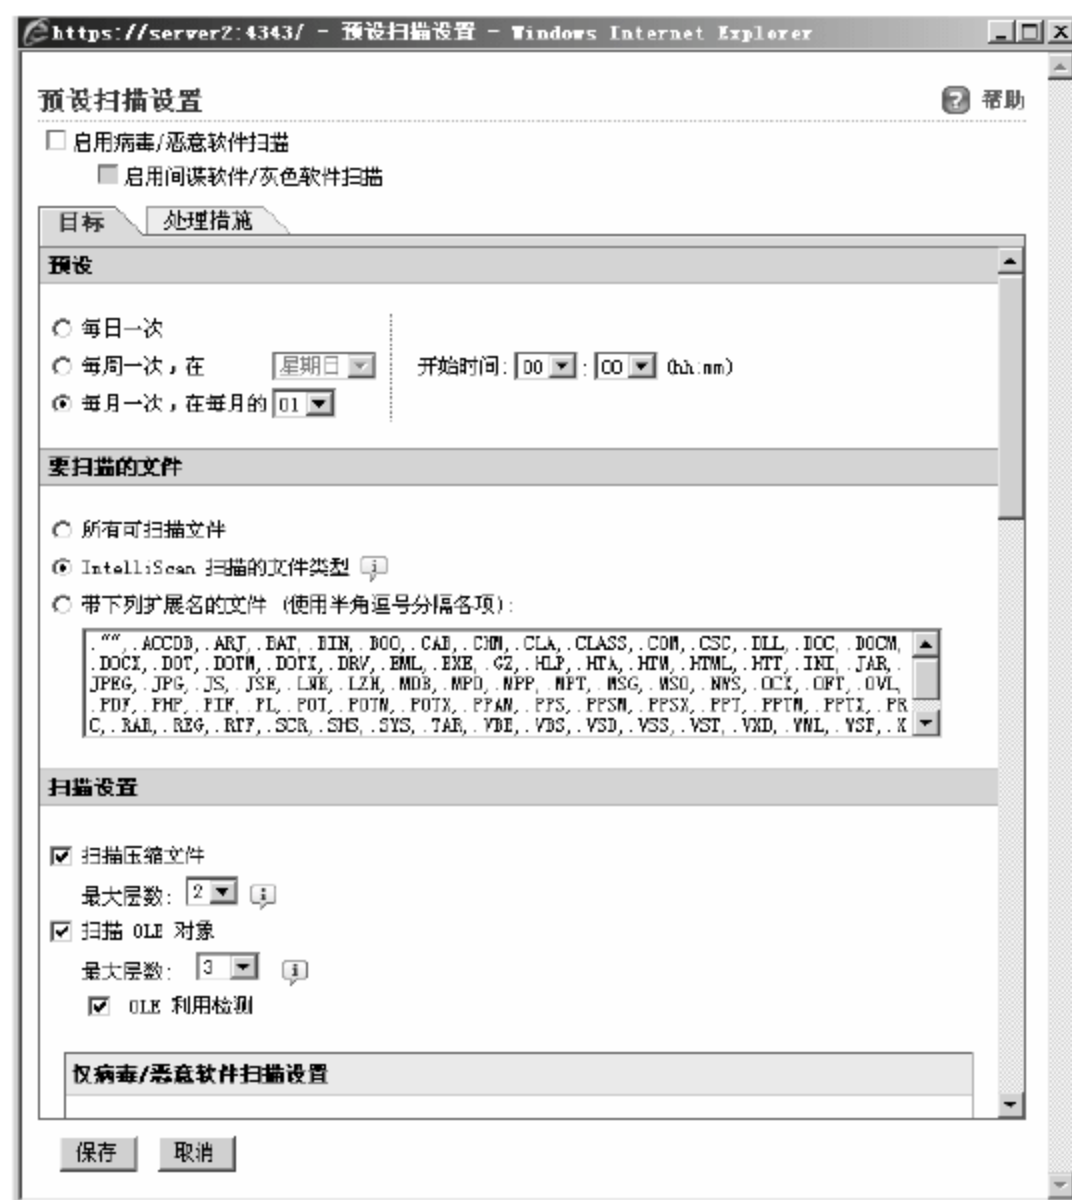 https://server2:4343/ - 预设扫描设置 - Windows Internet Explorer
预设扫描设置
帮助
启用病毒/恶意软件扫描
启用间谍软件/灰色软件扫描
目标 处理措施
预设
每日一次
每周一次，在 星期日 开始时间: 00 : 00 (hh:mm)
每月一次，在每月的 01
要扫描的文件
所有可扫描文件
IntelliScan 扫描的文件类型
带下列扩展名的文件 (使用半角逗号分隔各项):
."",.ACCDB,.ARJ,.BAT,.BIN,.BOO,.CAB,.CHM,.CLA,.CLASS,.COM,.CSC,.DLL,.DOC,.DOCM,
.DOCX,.DOT,.DOTM,.DOTX,.DRV,.EML,.EXE,.GZ,.HLP,.HTA,.HTM,.HTML,.HTT,.INI,.JAR,.
JPEG,.JPG,.JS,.JSE,.LNK,.LZH,.MDB,.MPD,.MPP,.MPT,.MSG,.MSO,.NWS,.OCX,.OFT,.OVL,
.PDF,.PHP,.PIF,.PL,.POT,.POTM,.POTX,.PPAM,.PPS,.PPSM,.PPSX,.PPT,.PPTM,.PPTX,.PR
C,.RAR,.REG,.RTF,.SCR,.SHS,.SYS,.TAR,.VBE,.VBS,.VSD,.VSS,.VST,.VXD,.WML,.WSF,.X
扫描设置
扫描压缩文件
最大层数: 2
扫描 OLE 对象
最大层数: 3
OLE 利用检测
仅病毒/恶意软件扫描设置
保存 取消